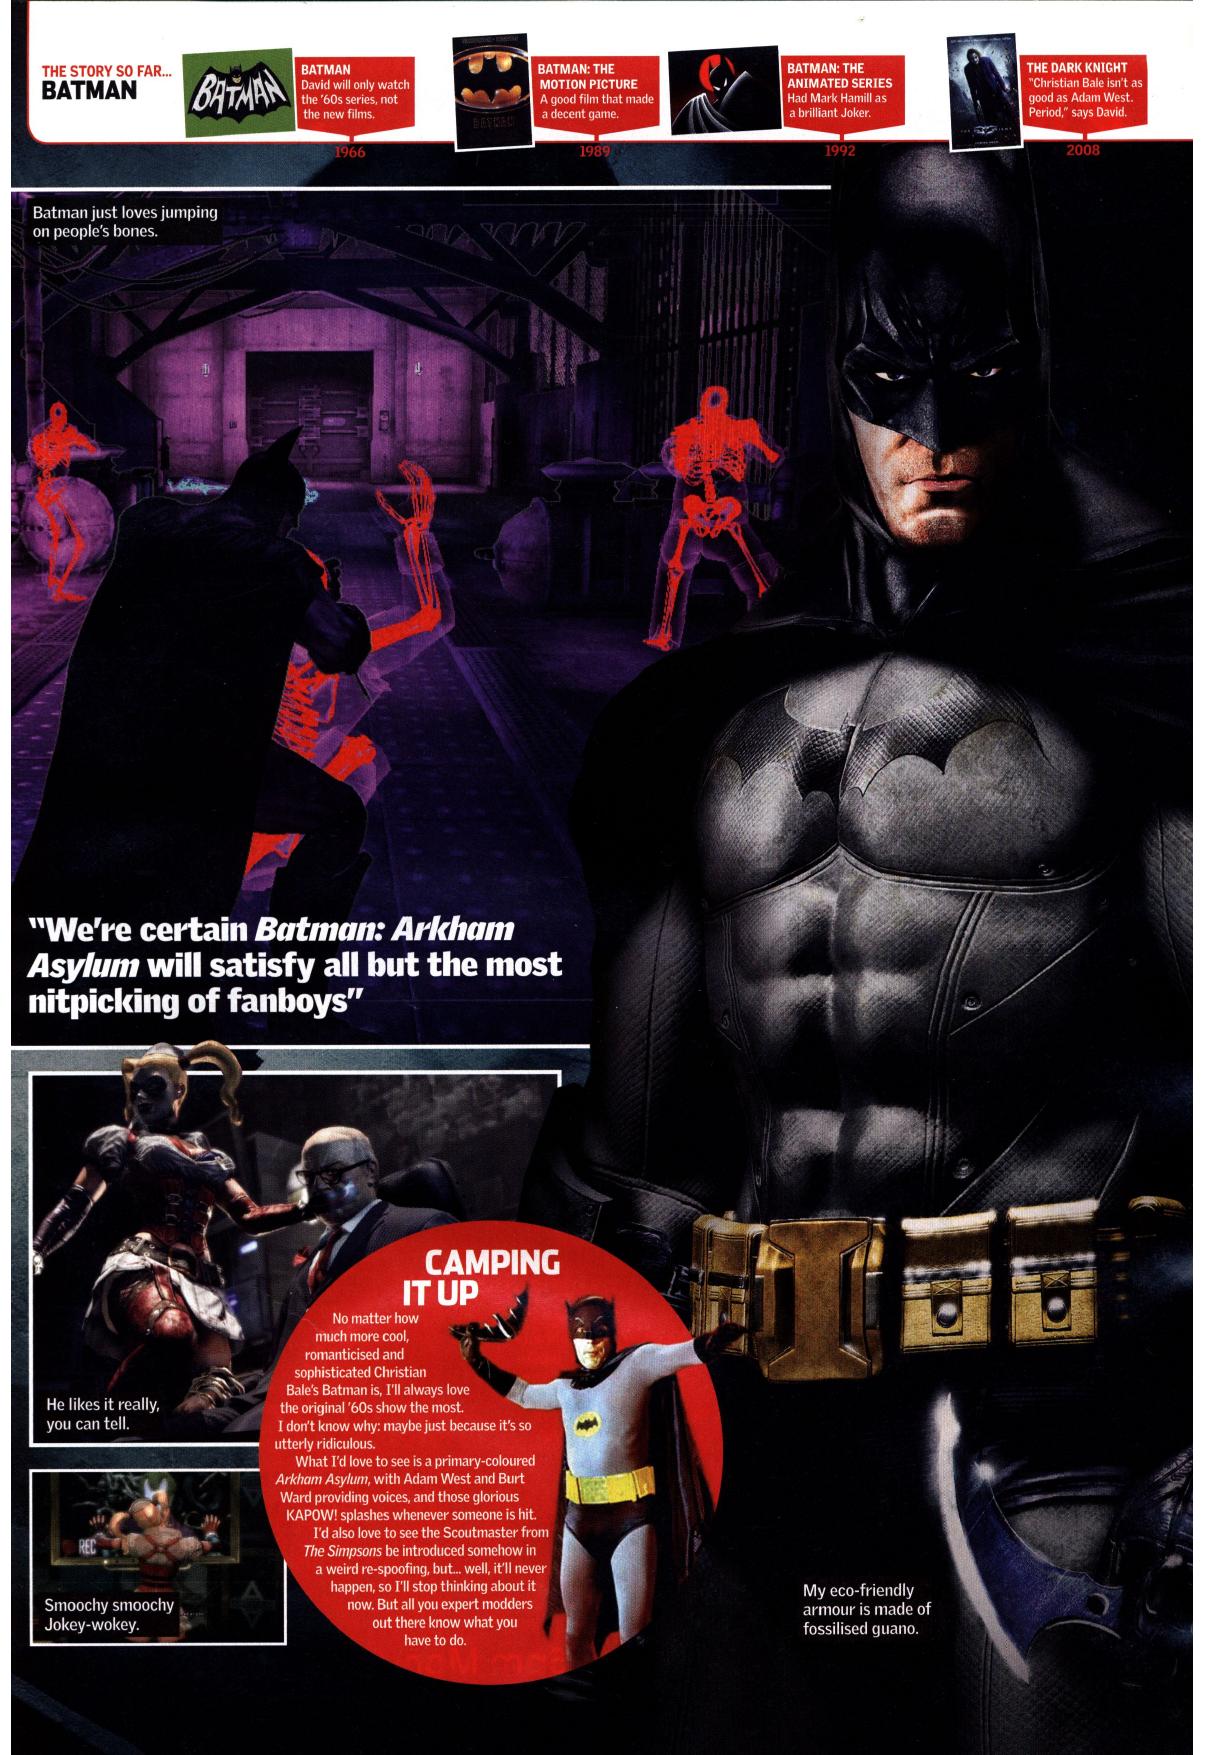 THE STORY SO FAR...
BATMAN
BATMAN
BATMAN
David will only watch
the '60s series, not
the new films.
1966
BATMAN
BATMAN: THE
MOTION PICTURE
A good film that made
a decent game.
1989
BATMAN: THE
ANIMATED SERIES
Had Mark Hamill as
a brilliant Joker.
1992
THE DARK KNIGHT
"Christian Bale isn't as
good as Adam West.
Period," says David.
2008
Batman just loves jumping
on people's bones.
"We're certain Batman: Arkham
Asylum will satisfy all but the most
nitpicking of fanboys"
He likes it really,
you can tell.
REC
Smoochy smoochy
Jokey-wokey.
CAMPING
IT UP
No matter how
much more cool,
romanticised and
sophisticated Christian
Bale's Batman is, I'll always love
the original '60s show the most.
I don't know why: maybe just because it's so
utterly ridiculous.
What I'd love to see is a primary-coloured
Arkham Asylum, with Adam West and Burt
Ward providing voices, and those glorious
KAPOW! splashes whenever someone is hit.
I'd also love to see the Scoutmaster from
The Simpsons be introduced somehow in
a weird re-spoofing, but... well, it'll never
happen, so I'll stop thinking about it
now. But all you expert modders
out there know what you
have to do.
My eco-friendly
armour is made of
fossilised guano.